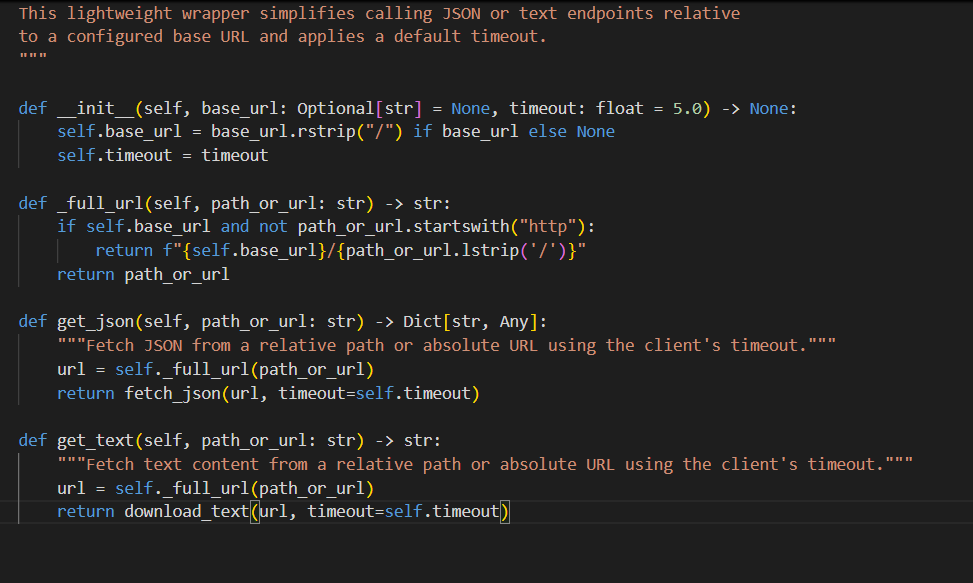 This lightweight wrapper simplifies calling JSON or text endpoints relative
to a configured base URL and applies a default timeout.
"""
def __init__(self, base_url: Optional[str] = None, timeout: float = 5.0) -> None:
    self.base_url = base_url.rstrip("/") if base_url else None
    self.timeout = timeout
def _full_url(self, path_or_url: str) -> str:
    if self.base_url and not path_or_url.startswith("http"):
        return f"{self.base_url}/{path_or_url.lstrip('/')}"
    return path_or_url
def get_json(self, path_or_url: str) -> Dict[str, Any]:
    """Fetch JSON from a relative path or absolute URL using the client's timeout."""
    url = self._full_url(path_or_url)
    return fetch_json(url, timeout=self.timeout)
def get_text(self, path_or_url: str) -> str:
    """Fetch text content from a relative path or absolute URL using the client's timeout."""
    url = self._full_url(path_or_url)
    return download_text(url, timeout=self.timeout)